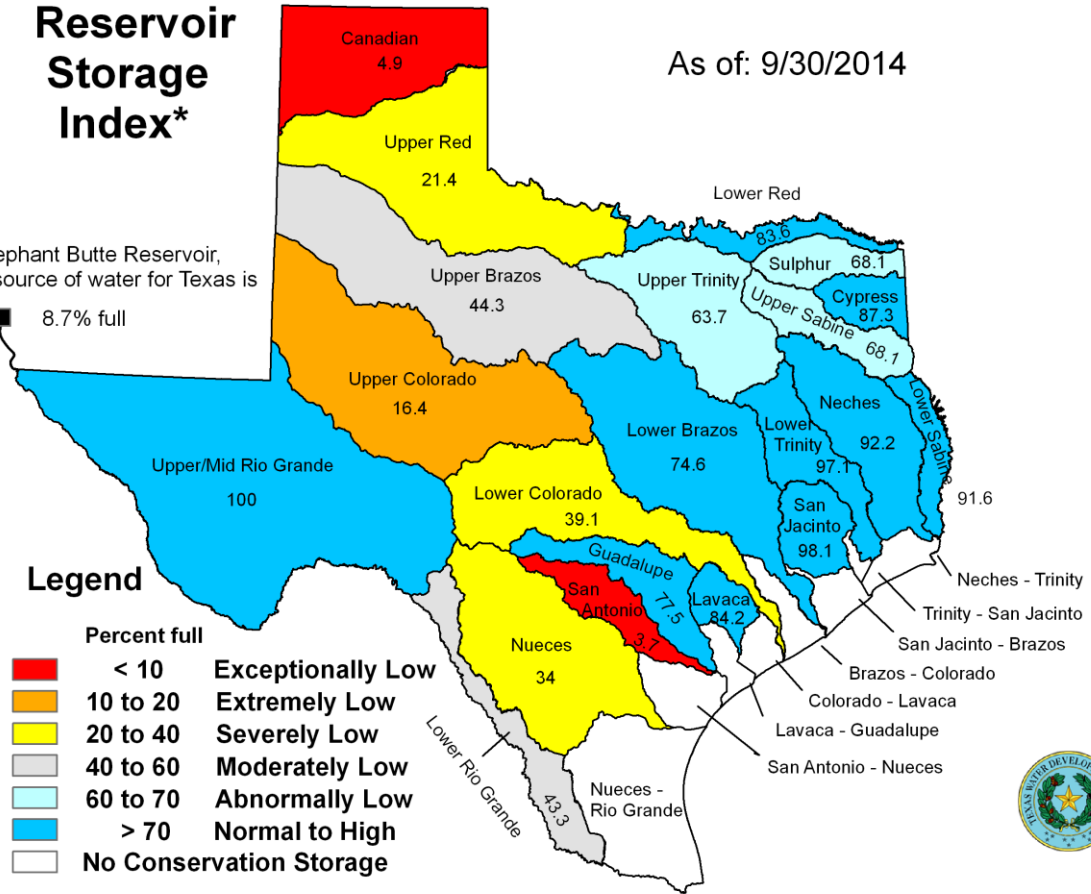 Reservoir
Storage
Index*
As of: 9/30/2014
Canadian
4.9
Upper Red
21.4
Lower Red
83.6
ephant Butte Reservoir,
source of water for Texas is
8.7% full
Upper Brazos
44.3
Upper Trinity
63.7
Sulphur 68.1
Cypress
87.3
Upper Sabine 68.1
Upper Colorado
16.4
Lower Brazos
74.6
Lower
Trinity
97.1
Neches
92.2
Lower Sabine
91.6
Upper/Mid Rio Grande
100
Lower Colorado
39.1
San
Jacinto
98.1
Guadalupe
77.5
San
Antonio
3.7
Lavaca
84.2
Nueces
34
Lower Rio Grande
43.3
Nueces -
Rio Grande
Neches - Trinity
Trinity - San Jacinto
San Jacinto - Brazos
Brazos - Colorado
Colorado - Lavaca
Lavaca - Guadalupe
San Antonio - Nueces
Legend
Percent full
< 10 Exceptionally Low
10 to 20 Extremely Low
20 to 40 Severely Low
40 to 60 Moderately Low
60 to 70 Abnormally Low
> 70 Normal to High
No Conservation Storage
TEXAS WATER DEVELOP